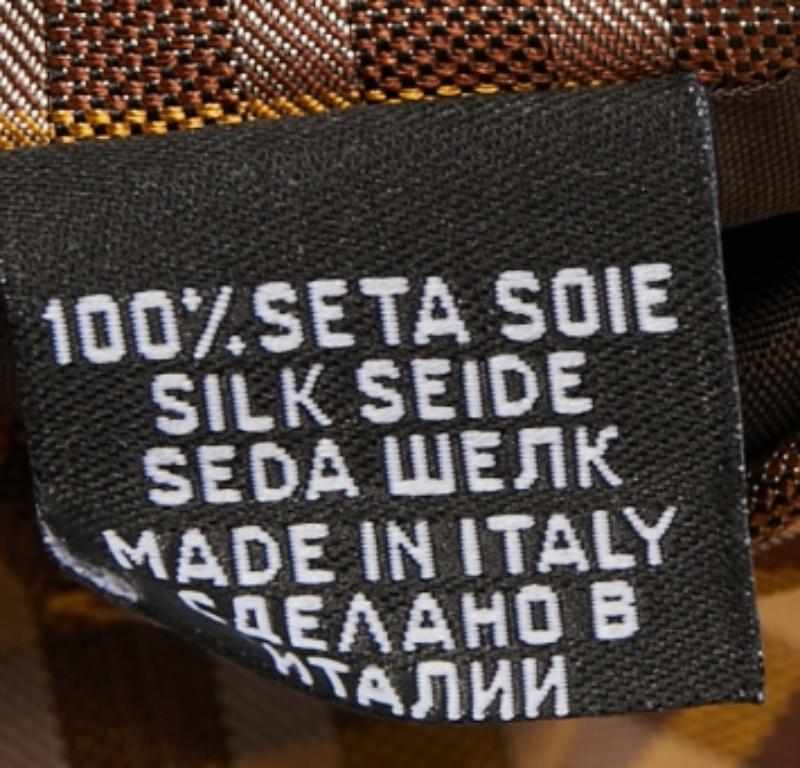 100% SETA SOIE
SILK SEIDE
SEDA ШЕЛК
MADE IN ITALY
СДЕЛАНО В
ИТАЛИИ